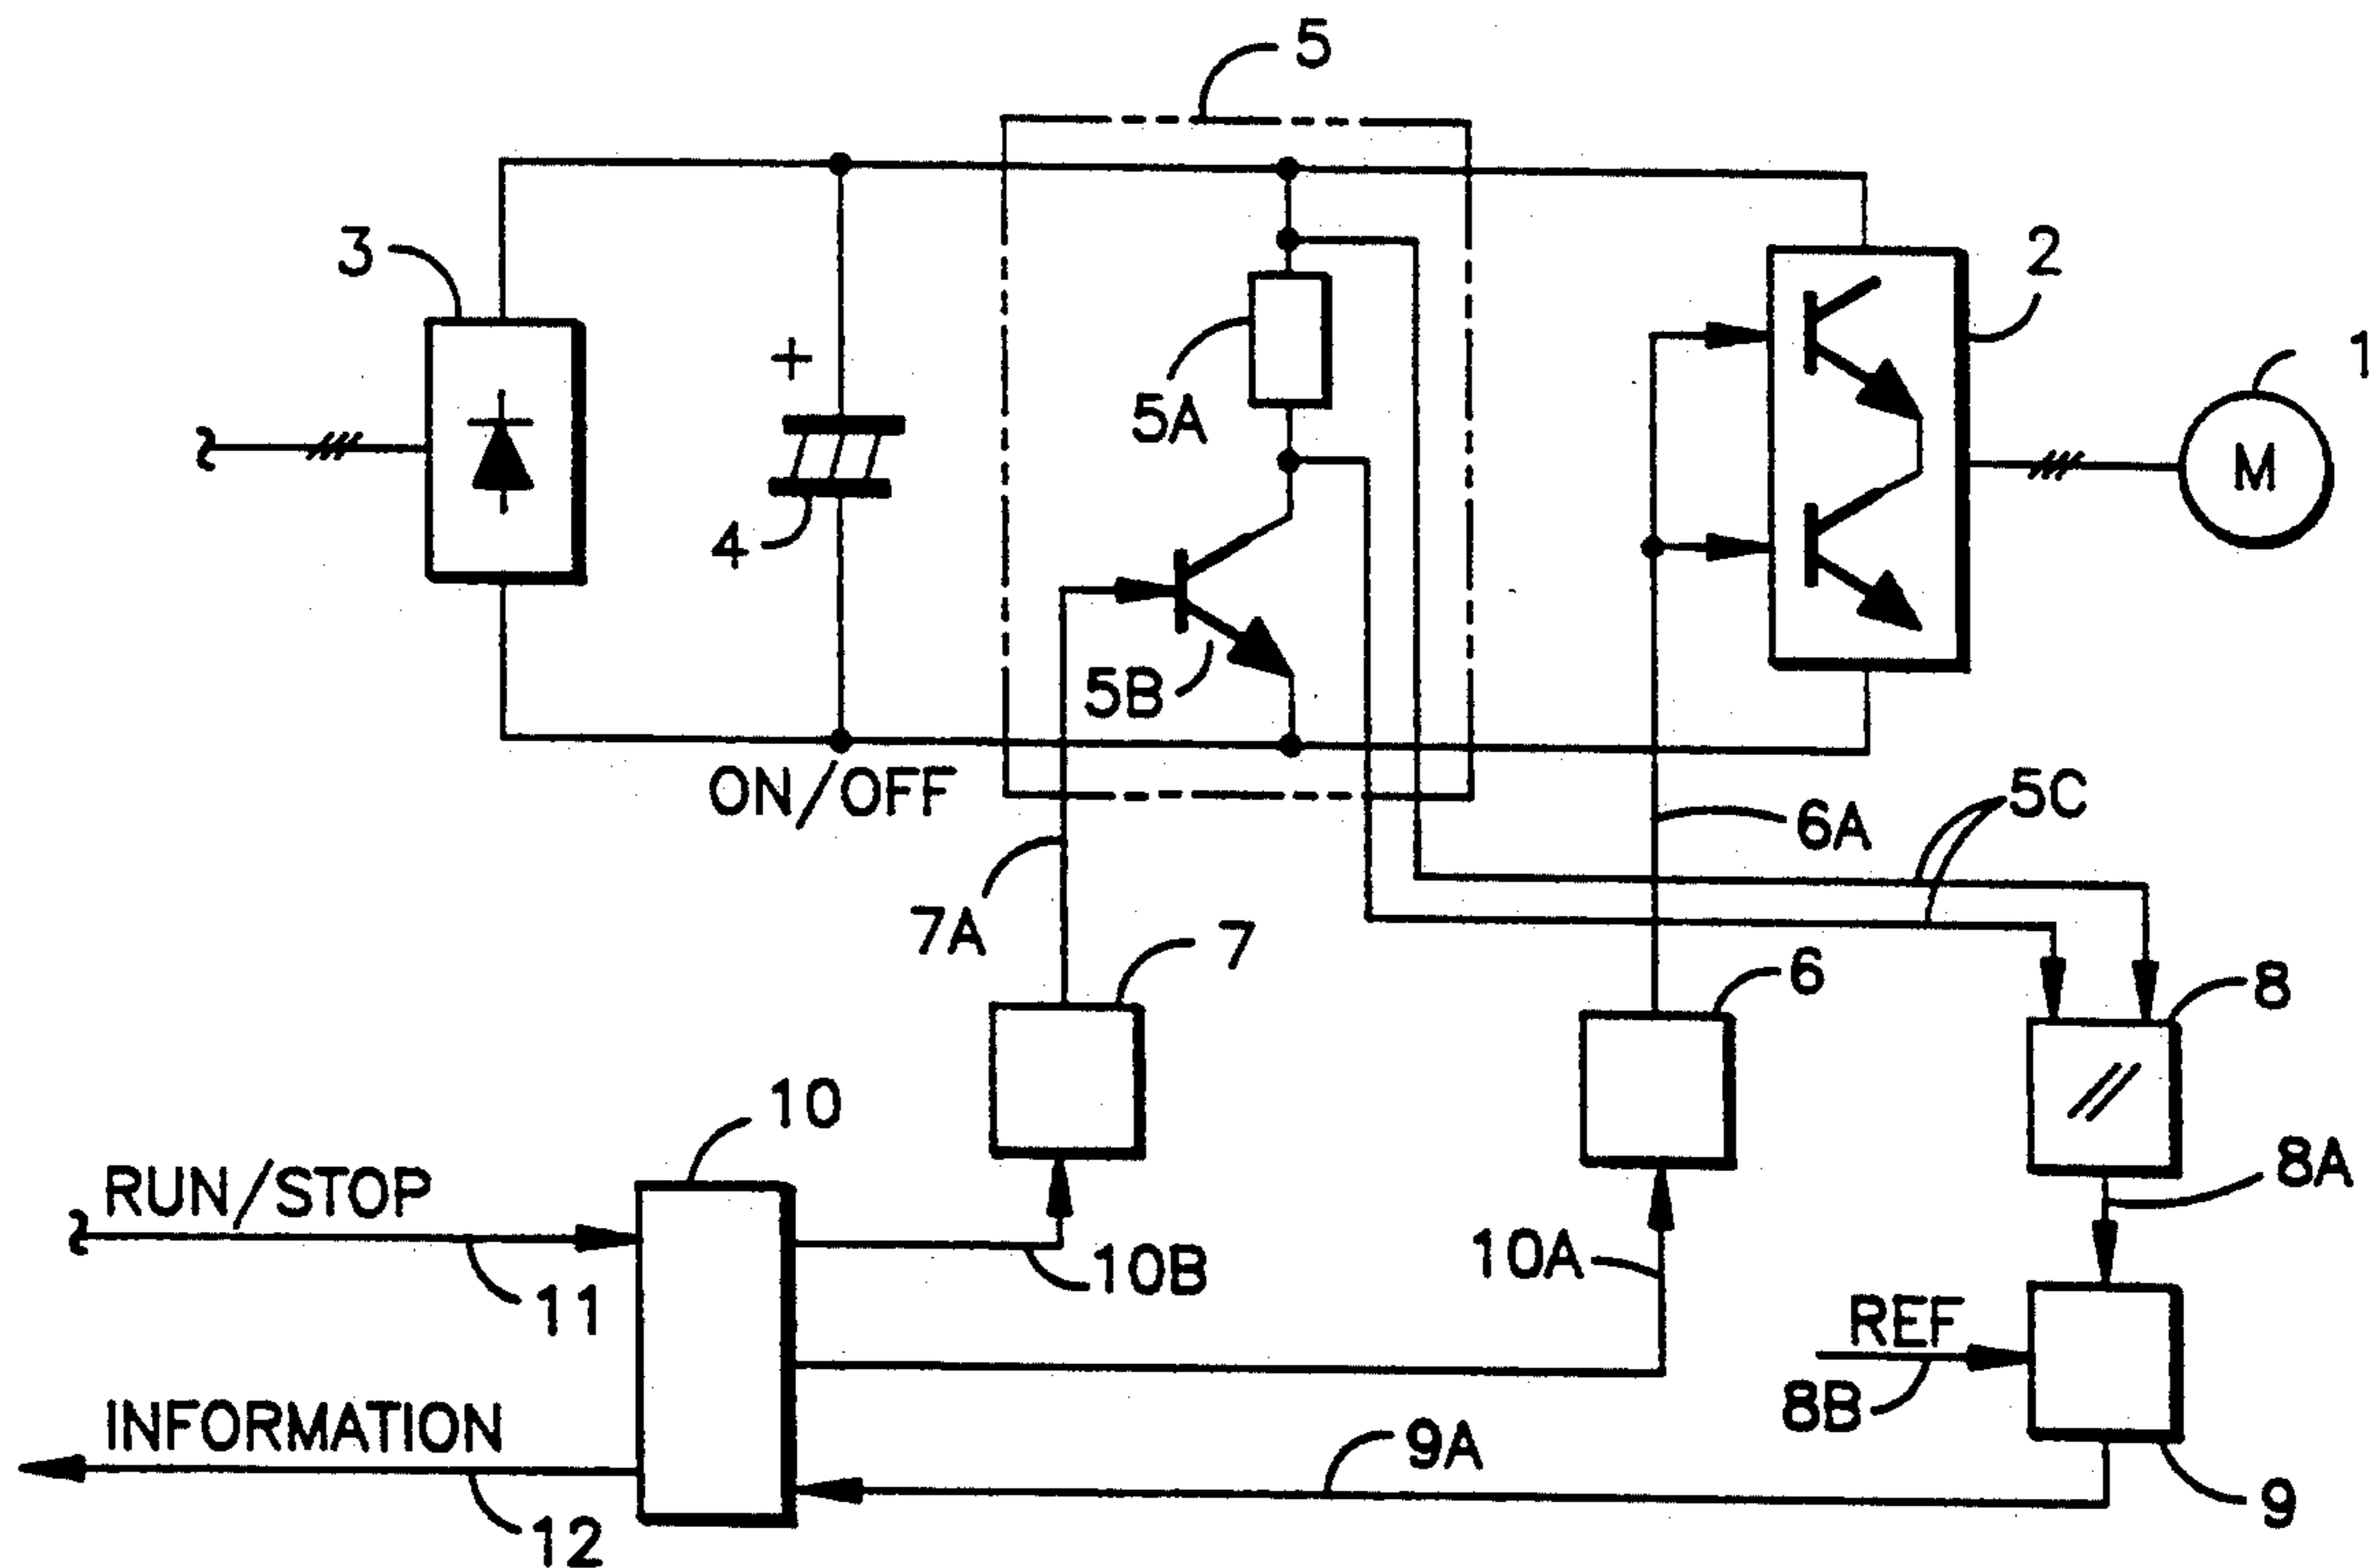 5
3
2
1
+
5A
M
4
5B
ON/OFF
5C
6A
7A
7
6
8
10
8A
RUN/STOP
10B
10A
11
REF
8B
INFORMATION
9A
9
12